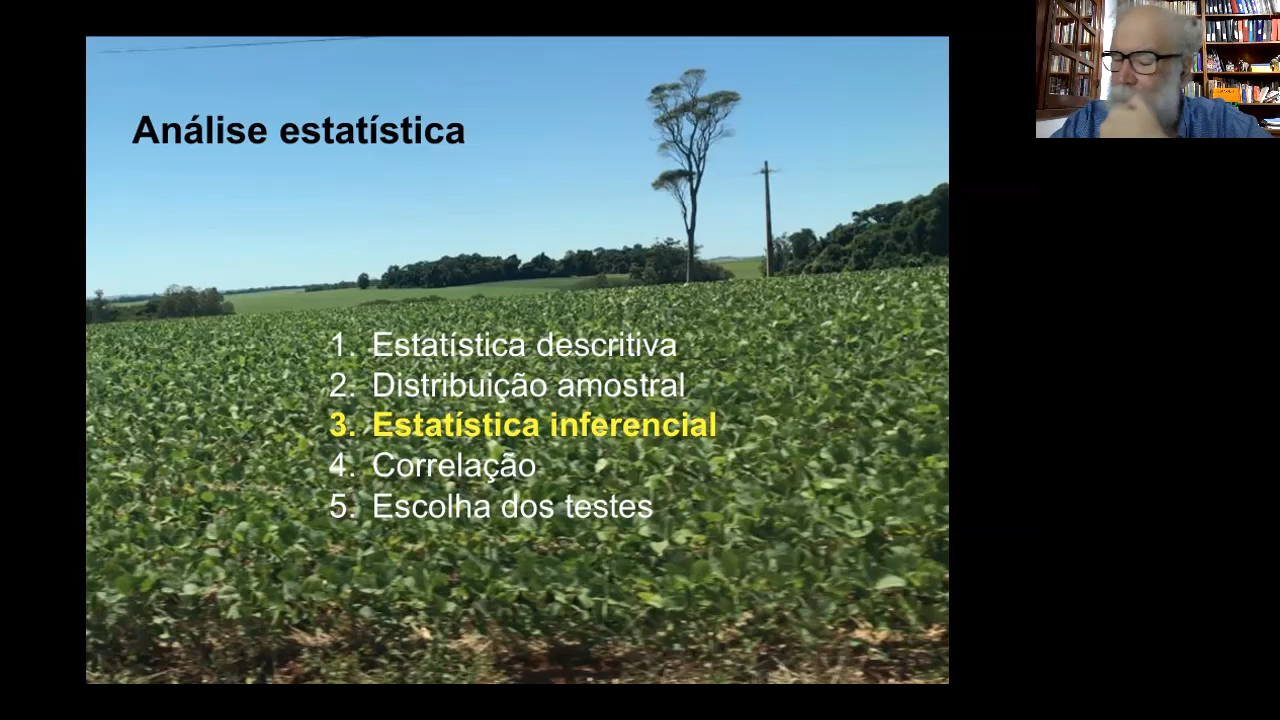 Análise estatística
1. Estatística descritiva
2. Distribuição amostral
3. Estatística inferencial
4. Correlação
5. Escolha dos testes